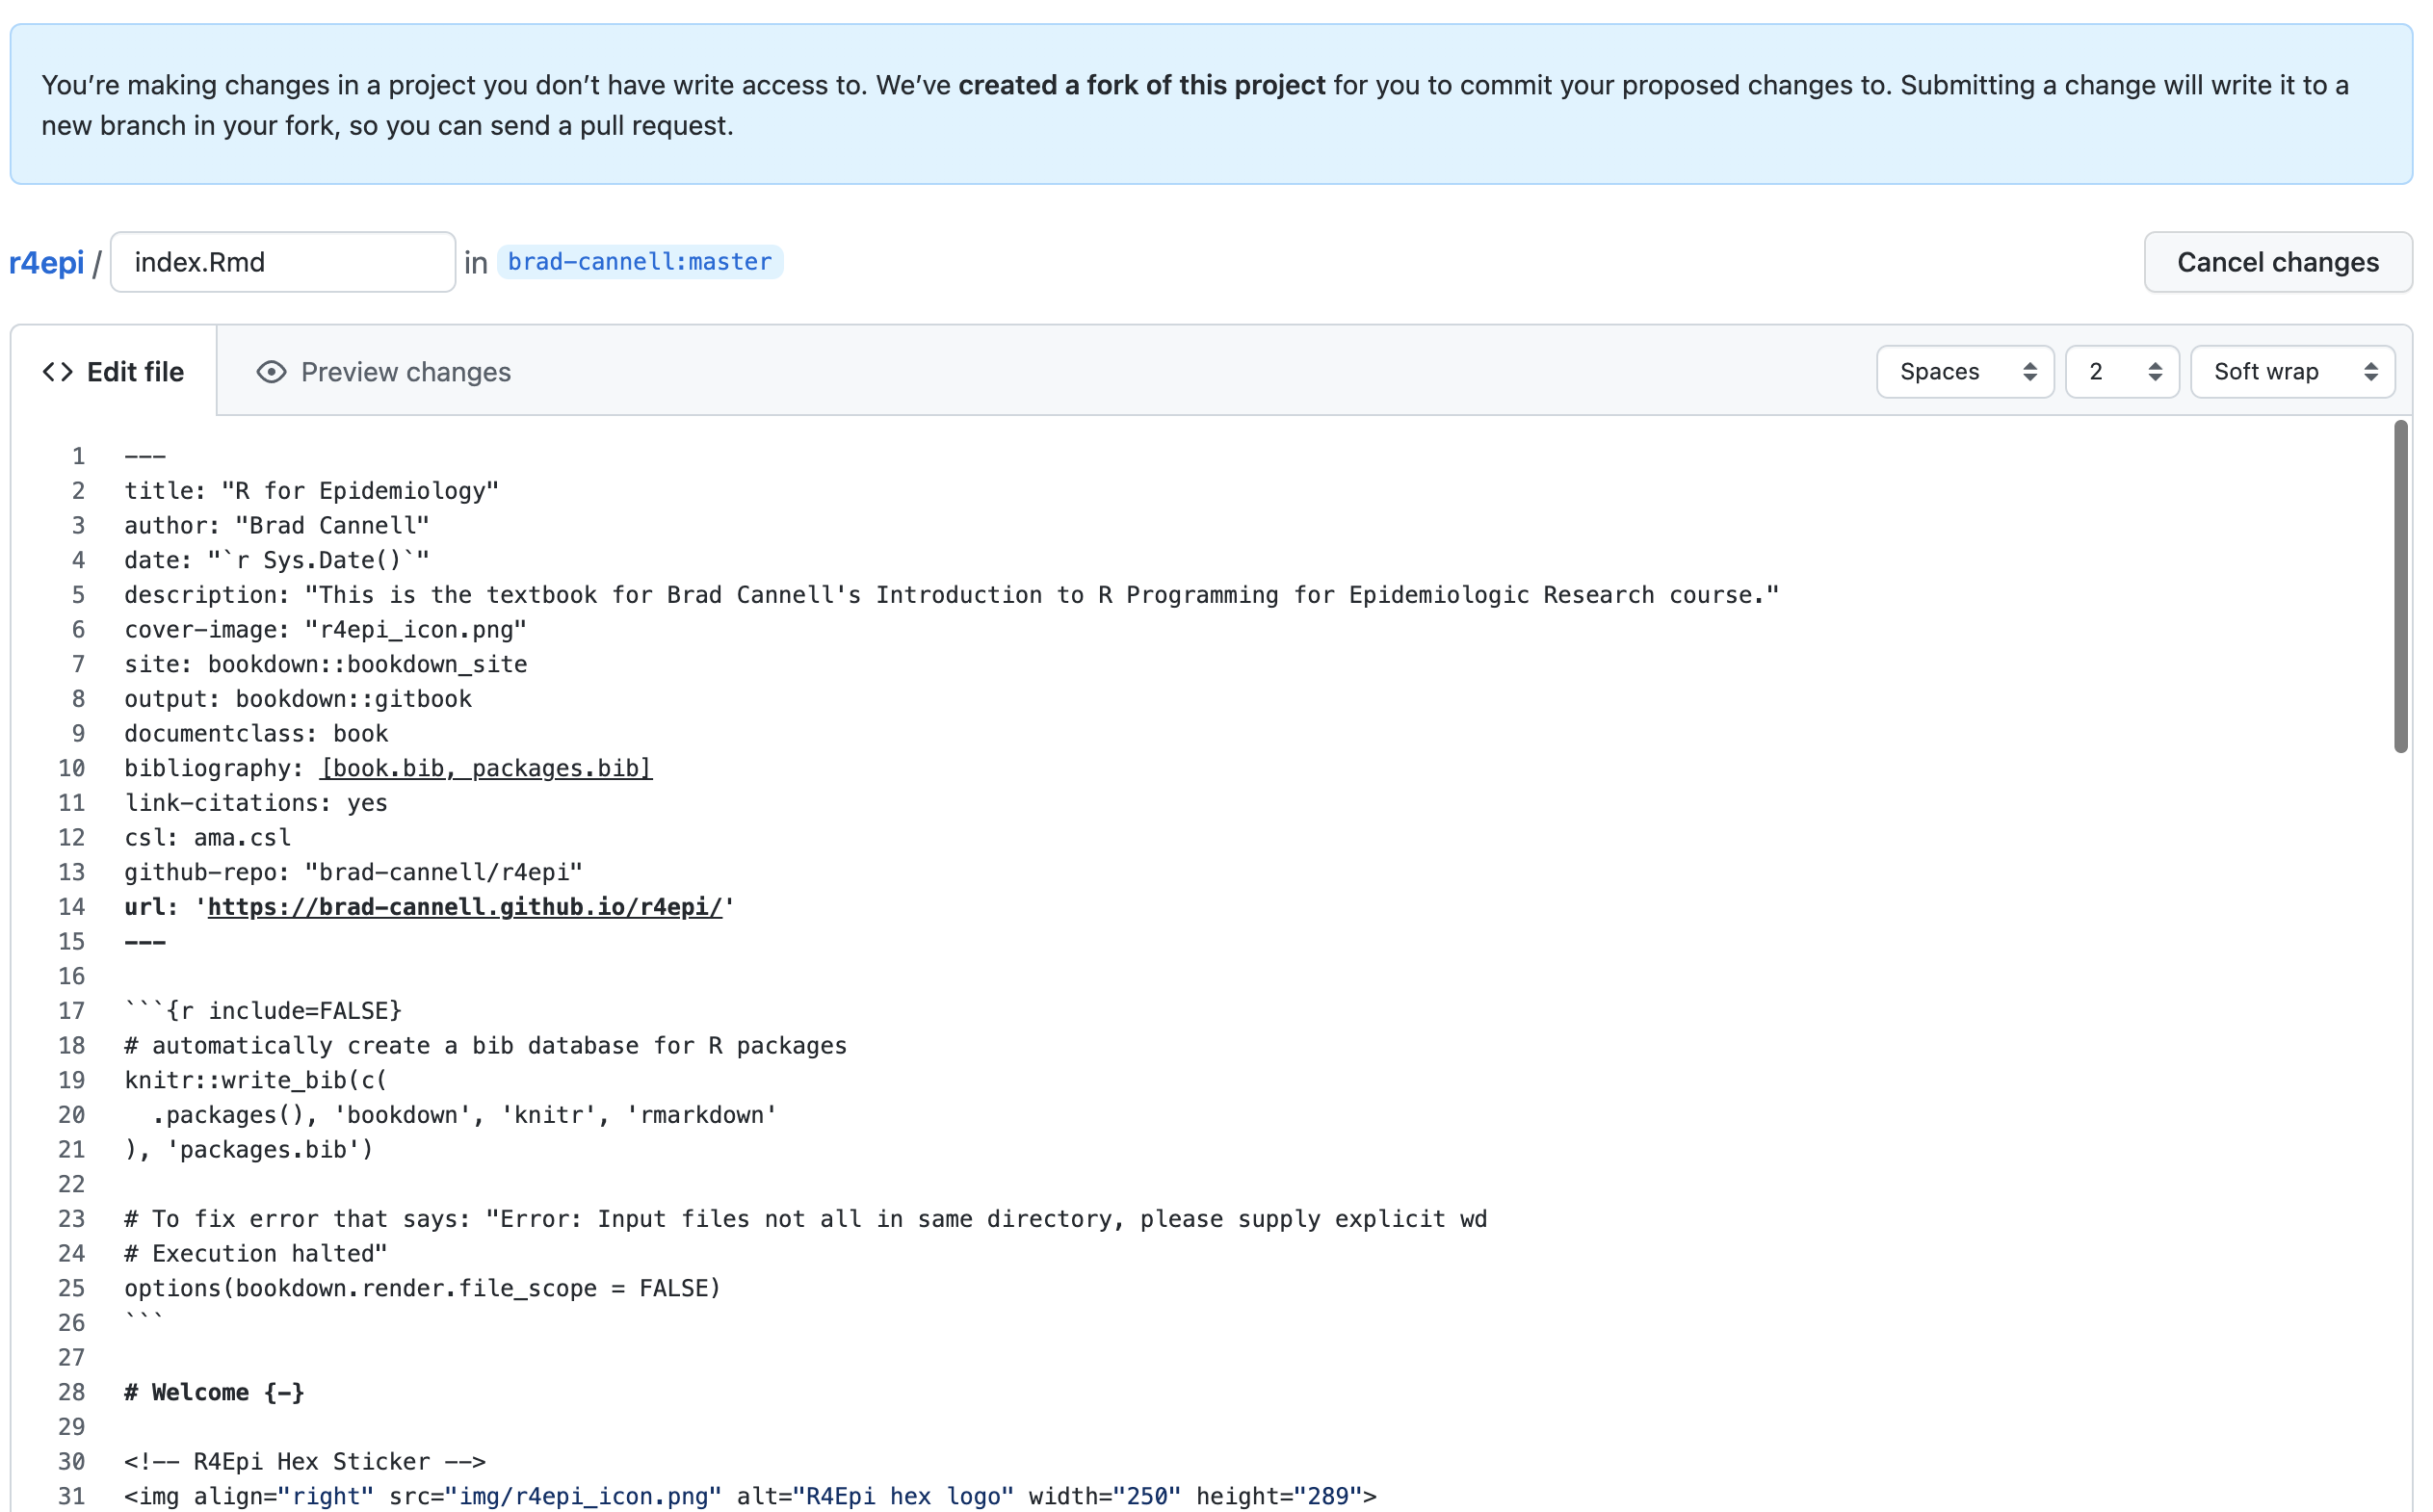 You’re making changes in a project you don’t have write access to. We’ve created a fork of this project for you to commit your proposed changes to. Submitting a change will write it to a
new branch in your fork, so you can send a pull request.
r4epi / index.Rmd in brad-cannell:master Cancel changes
<> Edit file Preview changes Spaces 2 Soft wrap
1 ---
2 title: "R for Epidemiology"
3 author: "Brad Cannell"
4 date: "`r Sys.Date()`"
5 description: "This is the textbook for Brad Cannell's Introduction to R Programming for Epidemiologic Research course."
6 cover-image: "r4epi_icon.png"
7 site: bookdown::bookdown_site
8 output: bookdown::gitbook
9 documentclass: book
10 bibliography: [book.bib, packages.bib]
11 link-citations: yes
12 csl: ama.csl
13 github-repo: "brad-cannell/r4epi"
14 url: 'https://brad-cannell.github.io/r4epi/'
15 ---
16
17 ```{r include=FALSE}
18 # automatically create a bib database for R packages
19 knitr::write_bib(c(
20   .packages(), 'bookdown', 'knitr', 'rmarkdown'
21 ), 'packages.bib')
22
23 # To fix error that says: "Error: Input files not all in same directory, please supply explicit wd
24 # Execution halted"
25 options(bookdown.render.file_scope = FALSE)
26 ```
27
28 # Welcome {-}
29
30 <!-- R4Epi Hex Sticker -->
31 <img align="right" src="img/r4epi_icon.png" alt="R4Epi hex logo" width="250" height="289">